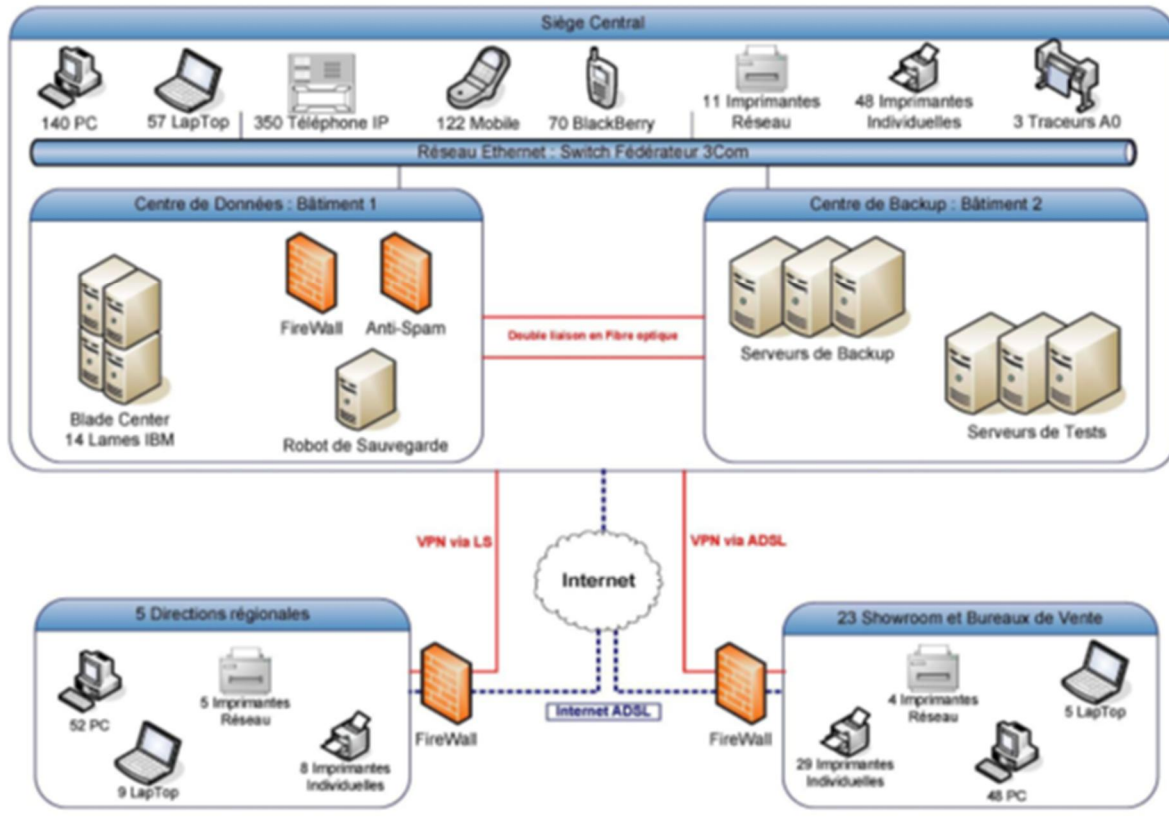 Siège Central
140 PC
57 LapTop
350 Téléphone IP
122 Mobile
70 BlackBerry
11 Imprimantes
Réseau
48 Imprimantes
Individuelles
3 Traceurs A0
Réseau Ethernet : Switch Fédérateur 3Com
Centre de Données : Bâtiment 1
FireWall
Anti-Spam
Blade Center
14 Lames IBM
Robot de Sauvegarde
Double liaison en Fibre optique
Centre de Backup : Bâtiment 2
Serveurs de Backup
Serveurs de Tests
VPN via LS
Internet
VPN via ADSL
5 Directions régionales
52 PC
5 Imprimantes
Réseau
9 LapTop
8 Imprimantes
Individuelles
FireWall
Internet ADSL
FireWall
23 Showroom et Bureaux de Vente
4 Imprimantes
Réseau
5 LapTop
29 Imprimantes
Individuelles
48 PC